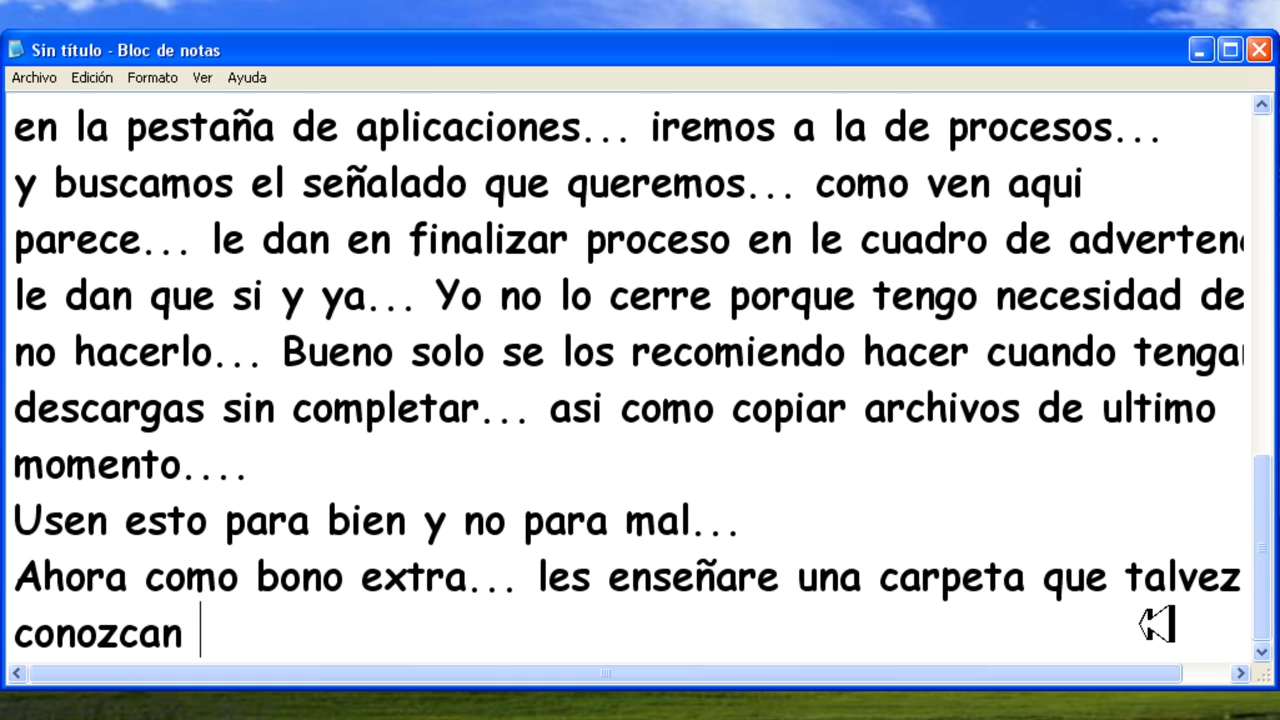 Sin título - Bloc de notas
Archivo Edición Formato Ver Ayuda
en la pestaña de aplicaciones... iremos a la de procesos...
y buscamos el señalado que queremos... como ven aqui
parece... le dan en finalizar proceso en le cuadro de
le dan que si y ya... Yo no lo cerre porque tengo necesidad de
no hacerlo... Bueno solo se los recomiendo hacer cuando
descargas sin completar... asi como copiar archivos de ultimo
momento....
Usen esto para bien y no para mal...
Ahora como bono extra... les enseñare una carpeta que talvez
conozcan